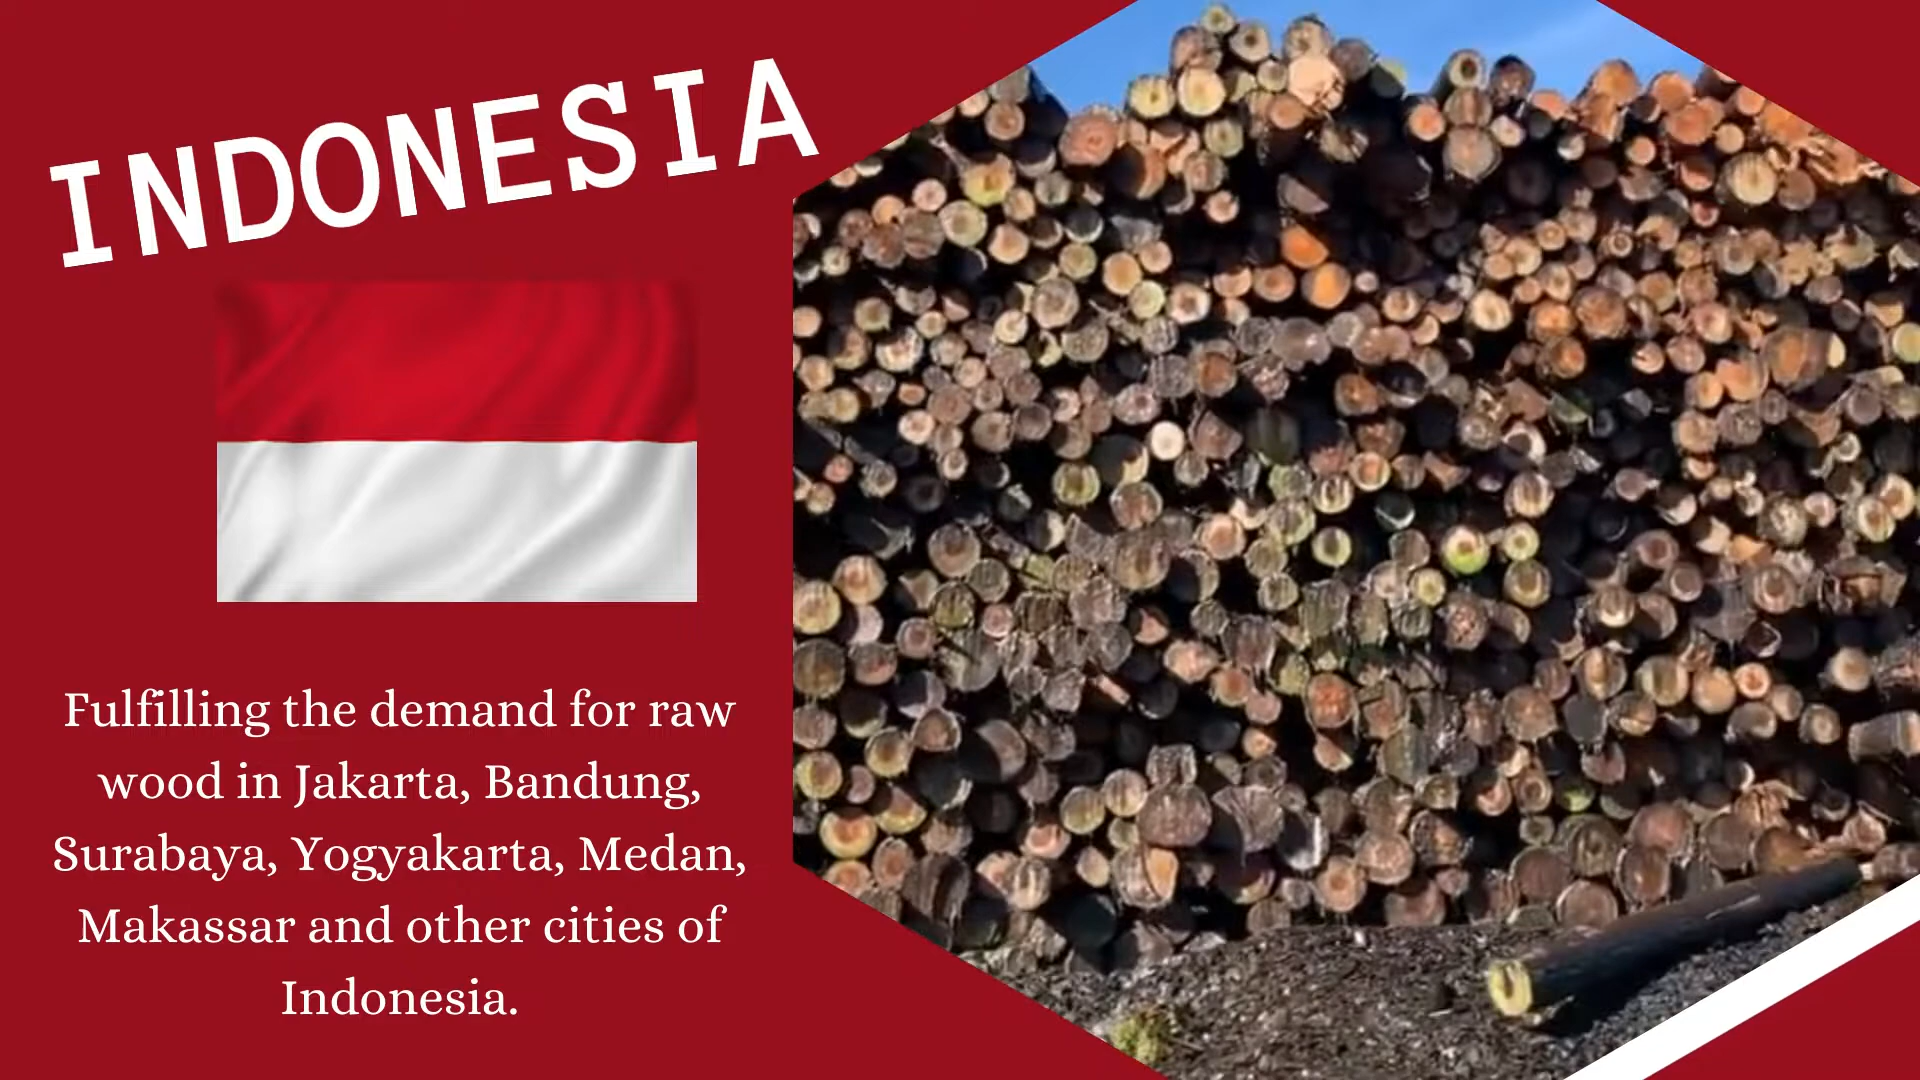 INDONESIA
Fulfilling the demand for raw
wood in Jakarta, Bandung,
Surabaya, Yogyakarta, Medan,
Makassar and other cities of
Indonesia.